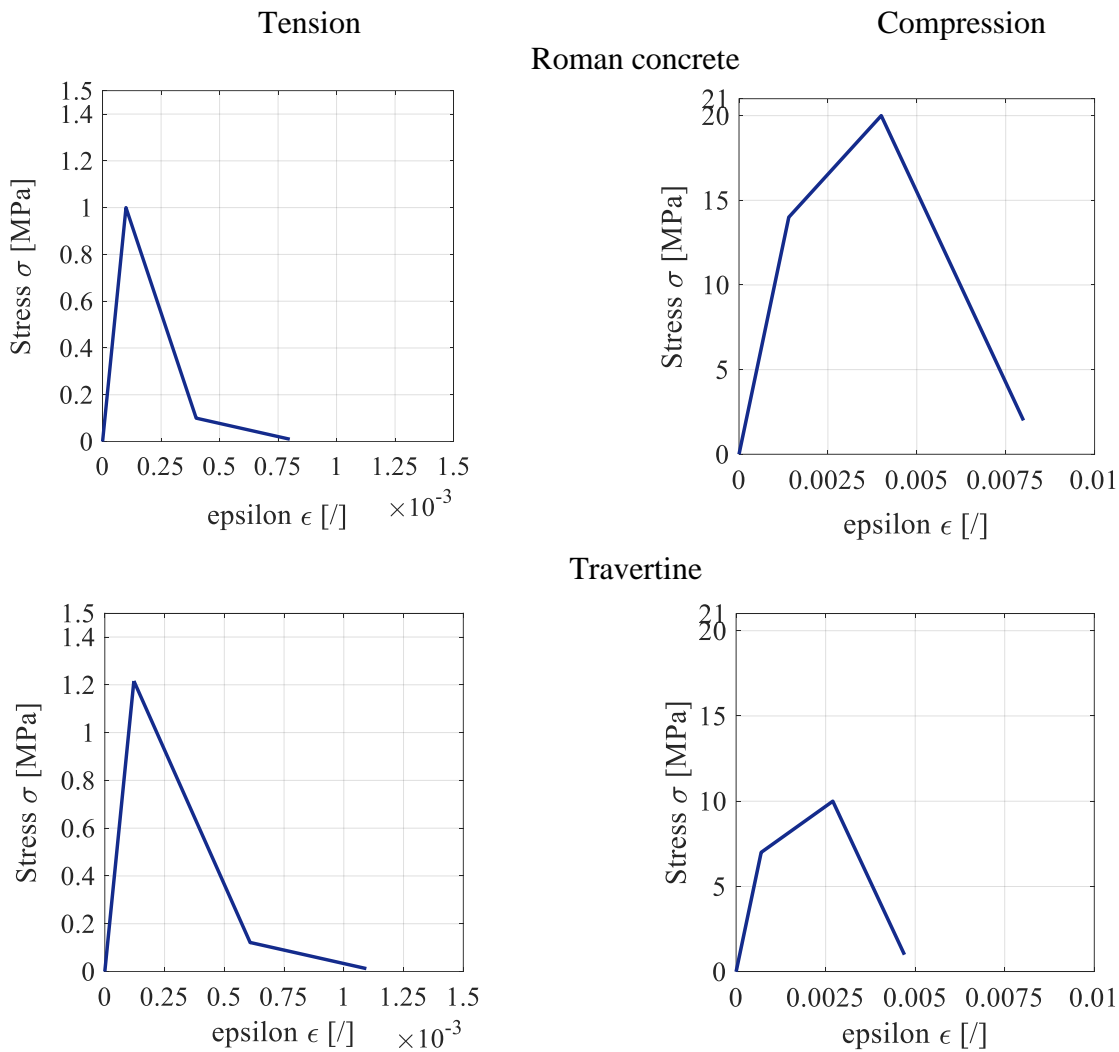 Tension
Compression
Roman concrete
1.5
1.4
1.2
1
0.8
0.6
0.4
0.2
0
Stress σ [MPa]
0 0.25 0.5 0.75 1 1.25 1.5
×10-3
epsilon ϵ [/]
21
20
15
10
5
0
Stress σ [MPa]
0 0.0025 0.005 0.0075 0.01
epsilon ϵ [/]
Travertine
1.5
1.4
1.2
1
0.8
0.6
0.4
0.2
0
Stress σ [MPa]
0 0.25 0.5 0.75 1 1.25 1.5
×10-3
epsilon ϵ [/]
21
20
15
10
5
0
Stress σ [MPa]
0 0.0025 0.005 0.0075 0.01
epsilon ϵ [/]